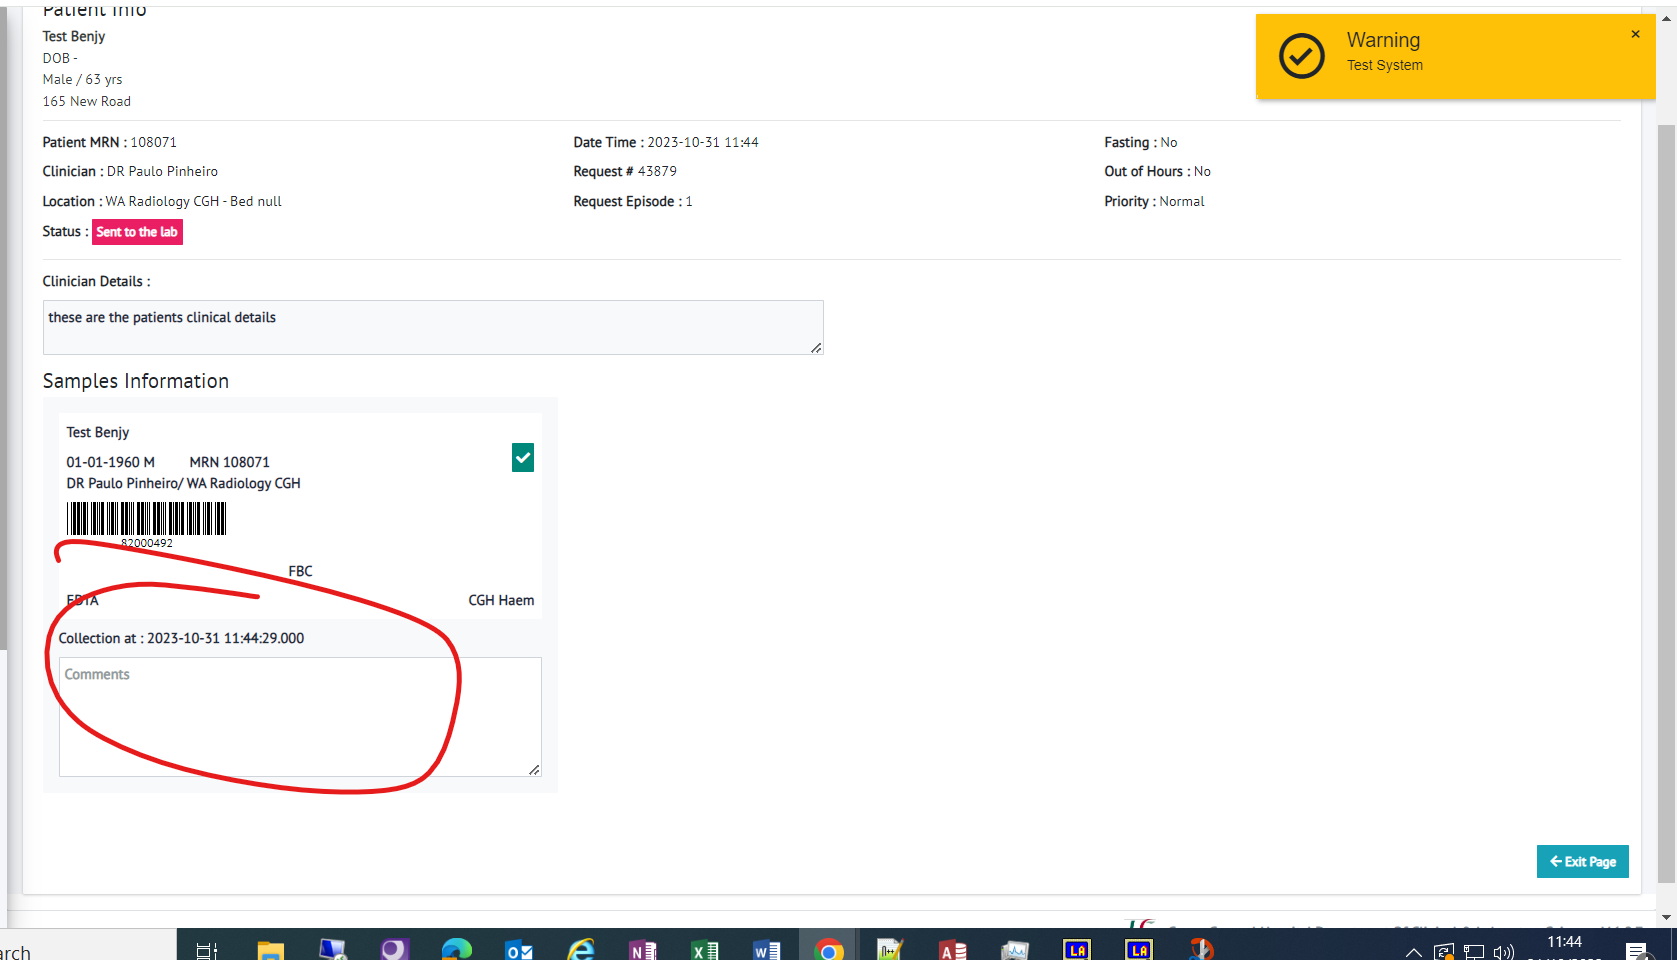 Patient Info
Test Benjy
DOB -
Male / 63 yrs
165 New Road
Warning
Test System
Patient MRN : 108071
Date Time : 2023-10-31 11:44
Fasting : No
Clinician : DR Paulo Pinheiro
Request # 43879
Out of Hours : No
Location : WA Radiology CGH - Bed null
Request Episode : 1
Priority : Normal
Status : Sent to the lab
Clinician Details :
these are the patients clinical details
Samples Information
Test Benjy
01-01-1960 M MRN 108071
DR Paulo Pinheiro/ WA Radiology CGH
82000492
FBC
EDTA
CGH Haem
Collection at : 2023-10-31 11:44:29.000
Comments
Exit Page
arch
11:44